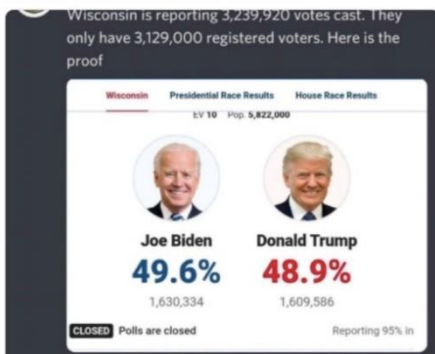 Wisconsin is reporting 3,239,920 votes cast. They
only have 3,129,000 registered voters. Here is the
proof
Wisconsin Presidential Race Results House Race Results
EV 10 Pop. 5,822,000
Joe Biden Donald Trump
49.6% 48.9%
1,630,334 1,609,586
CLOSED Polls are closed Reporting 95% in